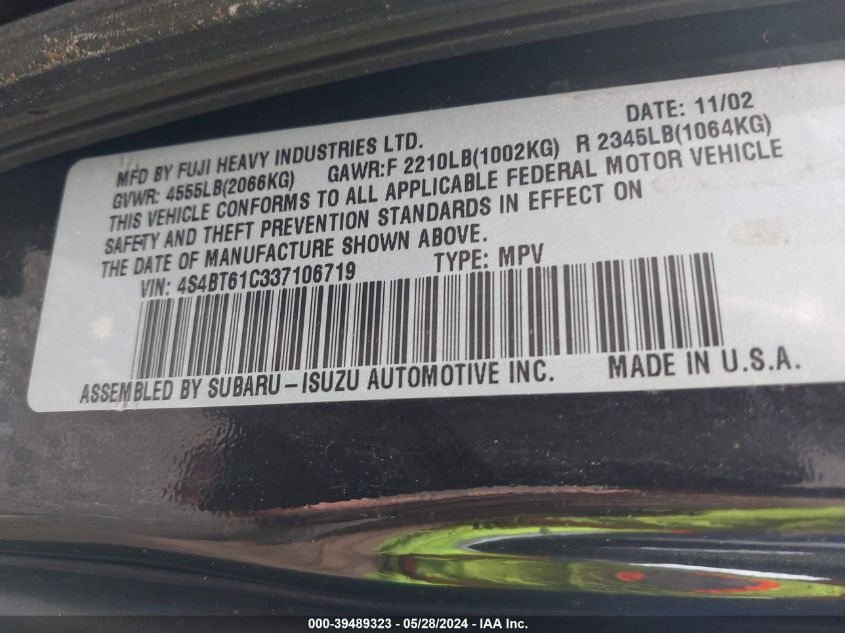 DATE: 11/02
MFD BY FUJI HEAVY INDUSTRIES LTD.
GVWR: 4555LB(2066KG) GAWR:F 2210LB(1002KG) R 2345LB(1064KG)
THIS VEHICLE CONFORMS TO ALL APPLICABLE FEDERAL MOTOR VEHICLE
SAFETY AND THEFT PREVENTION STANDARDS IN EFFECT ON
THE DATE OF MANUFACTURE SHOWN ABOVE.
VIN: 4S4BT61C337106719 TYPE: MPV
ASSEMBLED BY SUBARU-ISUZU AUTOMOTIVE INC. MADE IN U.S.A.
000-39489323 - 05/28/2024 - IAA Inc.